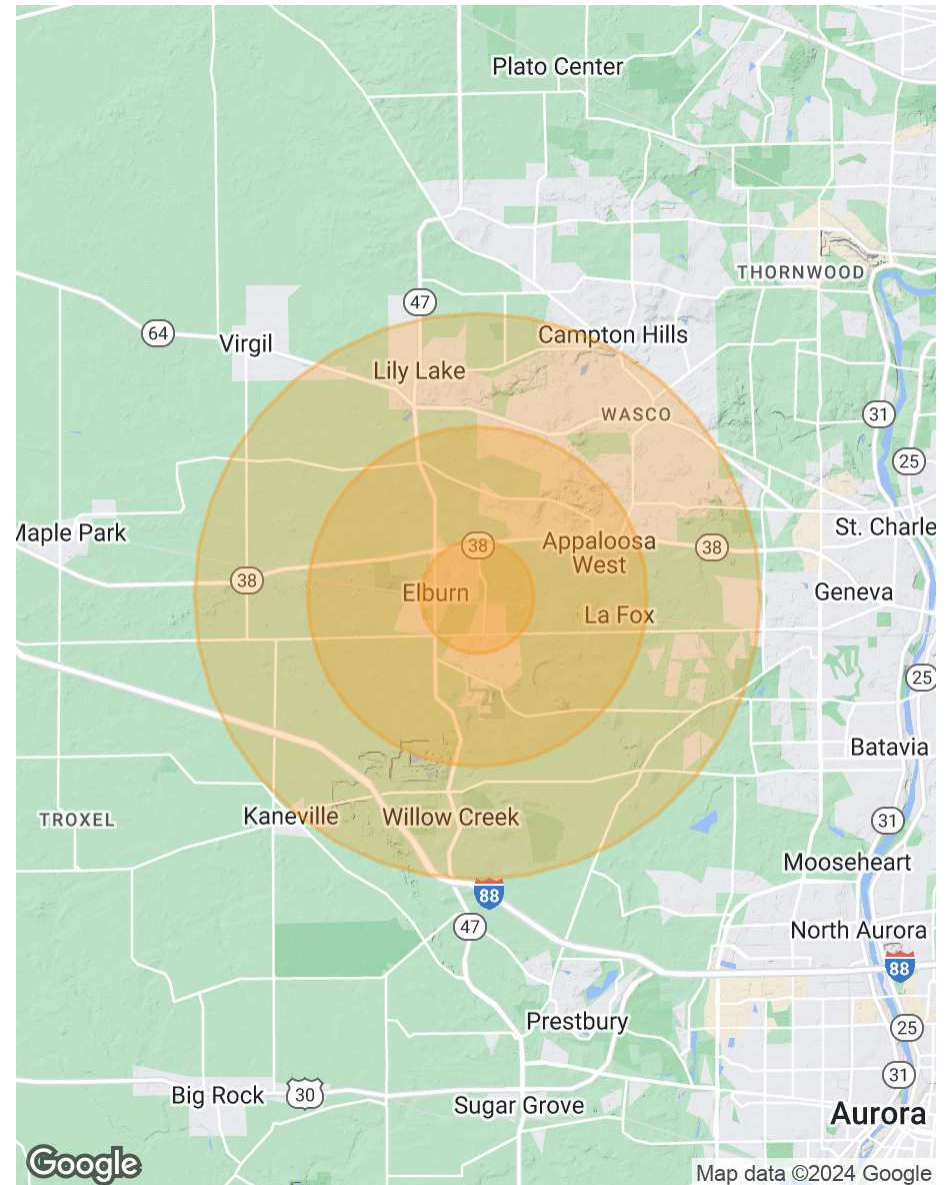 Plato Center
THORNWOOD
47
64
Virgil
Campton Hills
Lily Lake
WASCO
31
25
Maple Park
38
Appaloosa
West
38
St. Charle
38
Elburn
Geneva
La Fox
25
Batavia
TROXEL
Kaneville
Willow Creek
31
Mooseheart
88
47
North Aurora
88
Prestbury
25
31
Big Rock
30
Sugar Grove
Aurora
Google
Map data ©2024 Google